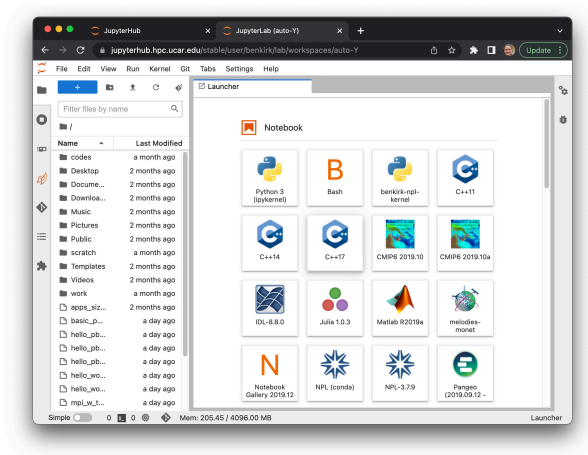 JupyterHub
JupyterLab (auto-Y)
jupyterhub.hpc.ucar.edu/stable/user/benkirk/lab/workspaces/auto-Y
Update
File Edit View Run Kernel Git Tabs Settings Help
Launcher
Filter files by name
/
Name Last Modified
codes a month ago
Desktop 2 months ago
Docume... 2 months ago
Downloa... 2 months ago
Music 2 months ago
Pictures 2 months ago
Public 2 months ago
scratch a month ago
Templates 2 months ago
Videos 2 months ago
work a month ago
apps_siz... 2 months ago
basic_p... a day ago
hello_pb... a day ago
hello_pb... a day ago
hello_pb... a day ago
hello_wo... a day ago
hello_wo... a day ago
mpi_w_t... a day ago
Notebook
Python 3
(ipykernel)
B
Bash
benkirk-npl-
kernel
C++11
C++14
C++17
CMIP6 2019.10
CMIP6 2019.10a
IDL-8.8.0
Julia 1.0.3
Matlab R2019a
melodies-
monet
N
Notebook
Gallery 2019.12
NPL (conda)
NPL-3.7.9
Pangeo
(2019.09.12 -
Simple 0 0 Mem: 205.45 / 4096.00 MB Launcher